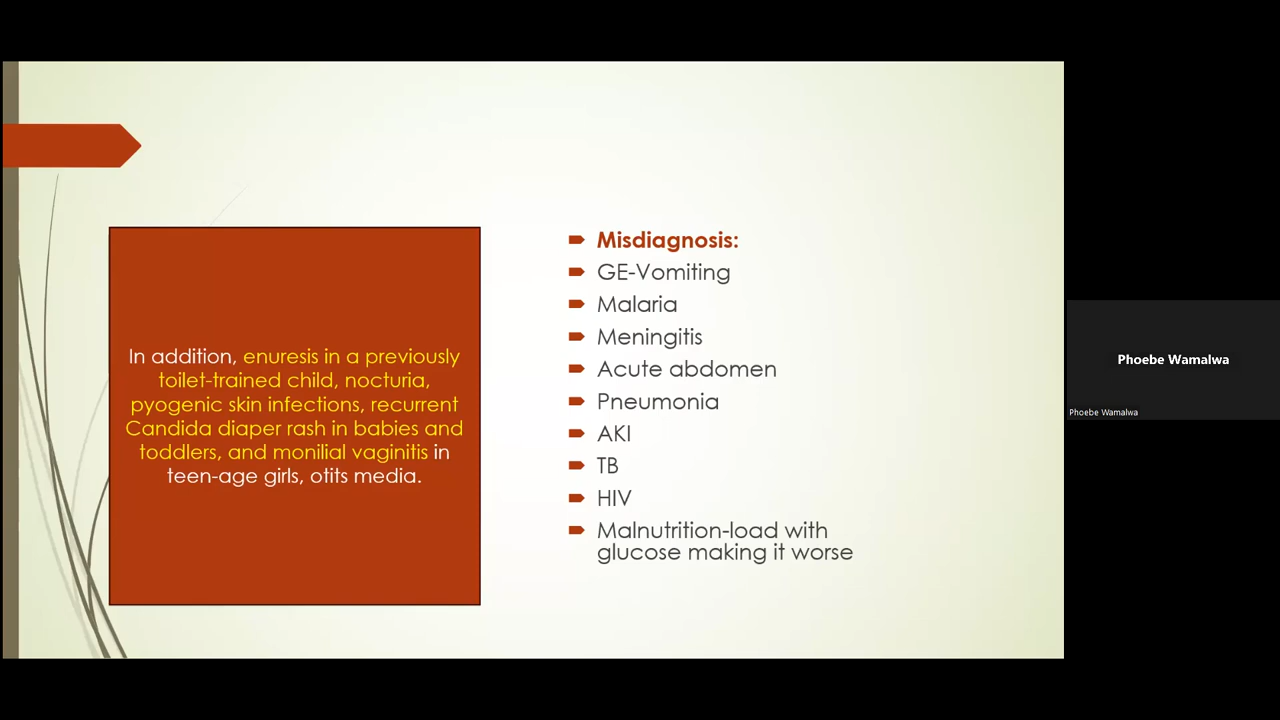 In addition, enuresis in a previously
toilet-trained child, nocturia,
pyogenic skin infections, recurrent
Candida diaper rash in babies and
toddlers, and monilial vaginitis in
teen-age girls, otits media.
Misdiagnosis:
GE-Vomiting
Malaria
Meningitis
Acute abdomen
Pneumonia
AKI
TB
HIV
Malnutrition-load with
glucose making it worse
Phoebe Wamalwa
Phoebe Wamalwa